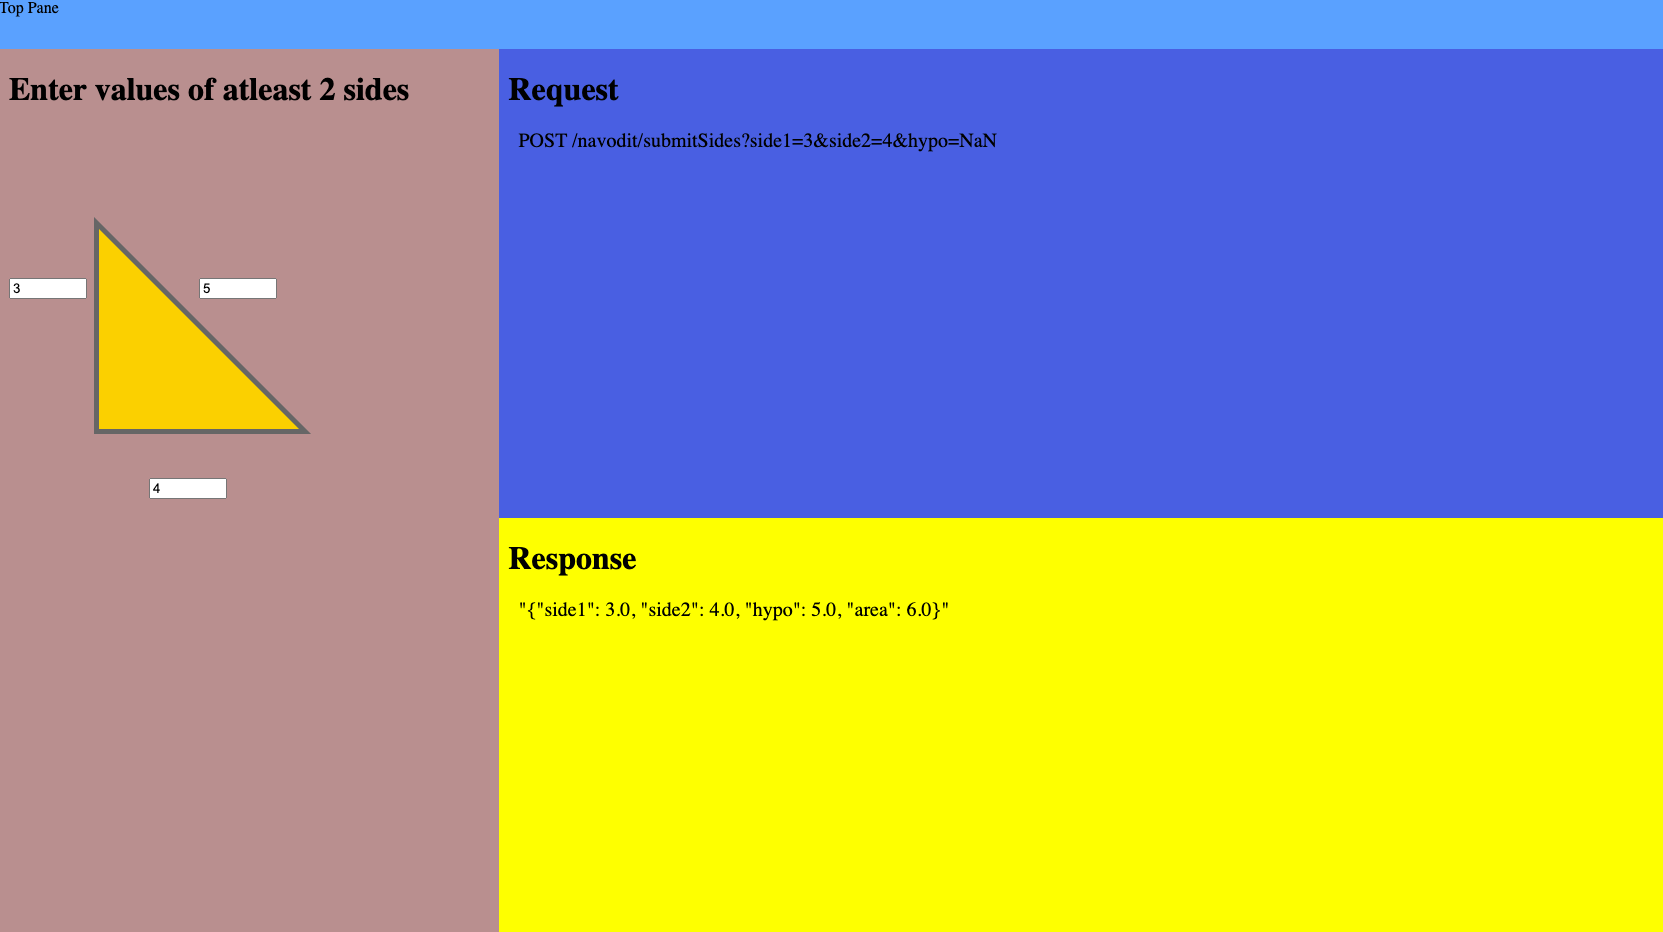 Top Pane
Enter values of atleast 2 sides
3
5
4
Request
POST /navodit/submitSides?side1=3&side2=4&hypo=NaN
Response
"{"side1": 3.0, "side2": 4.0, "hypo": 5.0, "area": 6.0}"